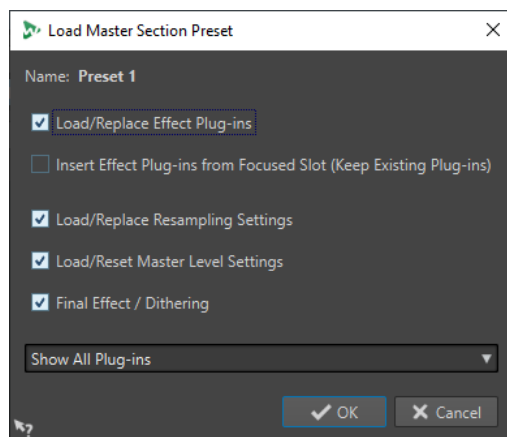 Load Master Section Preset
Name: Preset 1
Load/Replace Effect Plug-ins
Insert Effect Plug-ins from Focused Slot (Keep Existing Plug-ins)
Load/Replace Resampling Settings
Load/Reset Master Level Settings
Final Effect / Dithering
Show All Plug-ins
OK Cancel
?